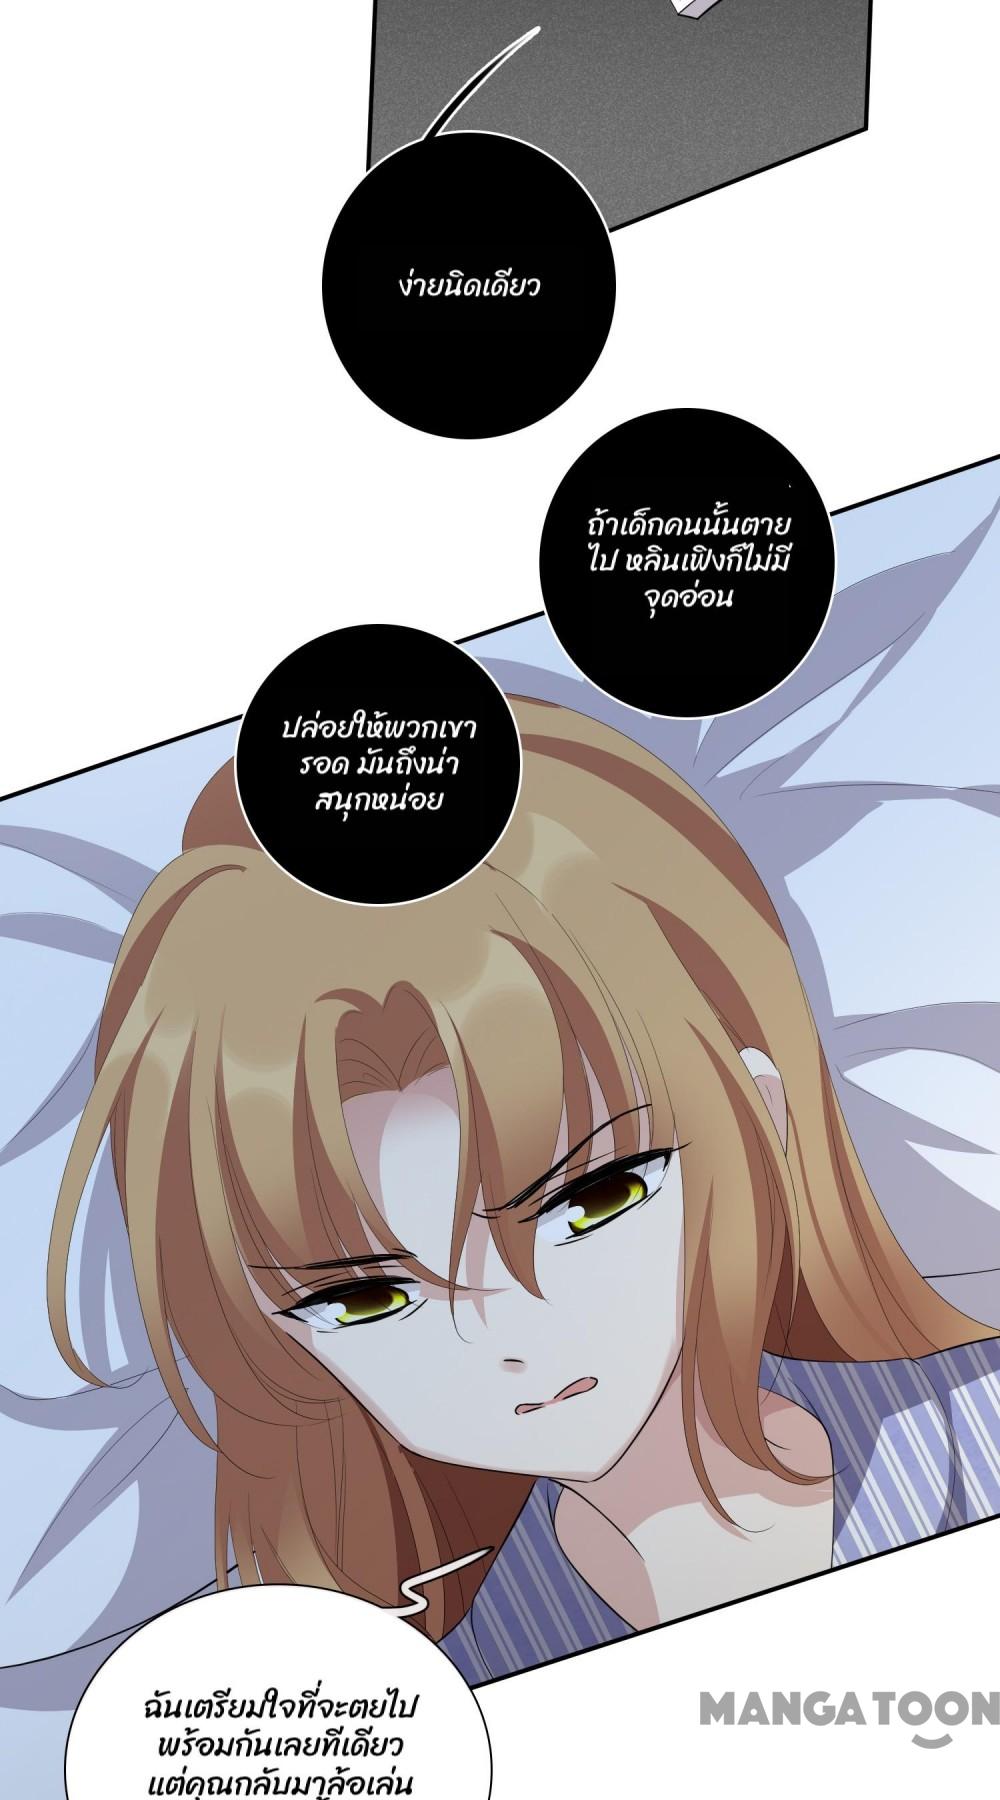 ง่ายนิดเดียว
ถ้าเด็กคนนั้นตาย
ไป หลินเฟิงก็ไม่มี
จุดอ่อน
ปล่อยให้พวกเขา
รอด มันถึงน่า
สนุกหน่อย
ฉันเตรียมใจที่จะตยไป
พร้อมกันเลยทีเดียว
แต่คุณกลับมาล้อเล่น
MANGATOON